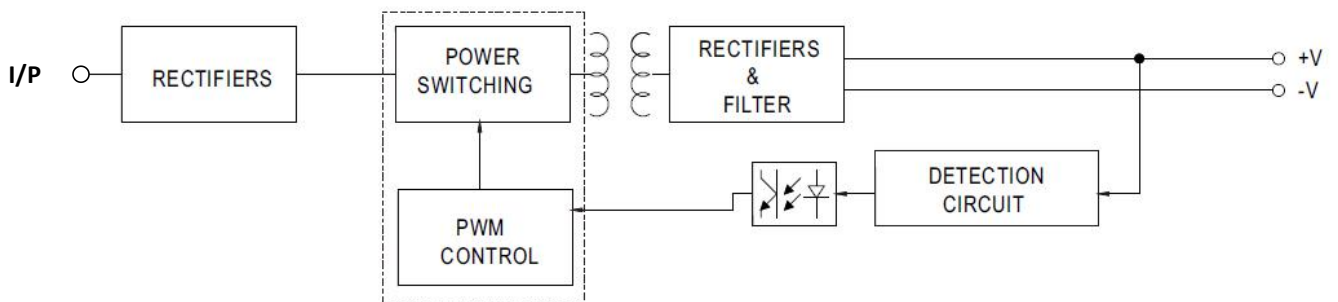 I/P
RECTIFIERS
POWER
SWITCHING
RECTIFIERS
&
FILTER
+V
-V
PWM
CONTROL
DETECTION
CIRCUIT